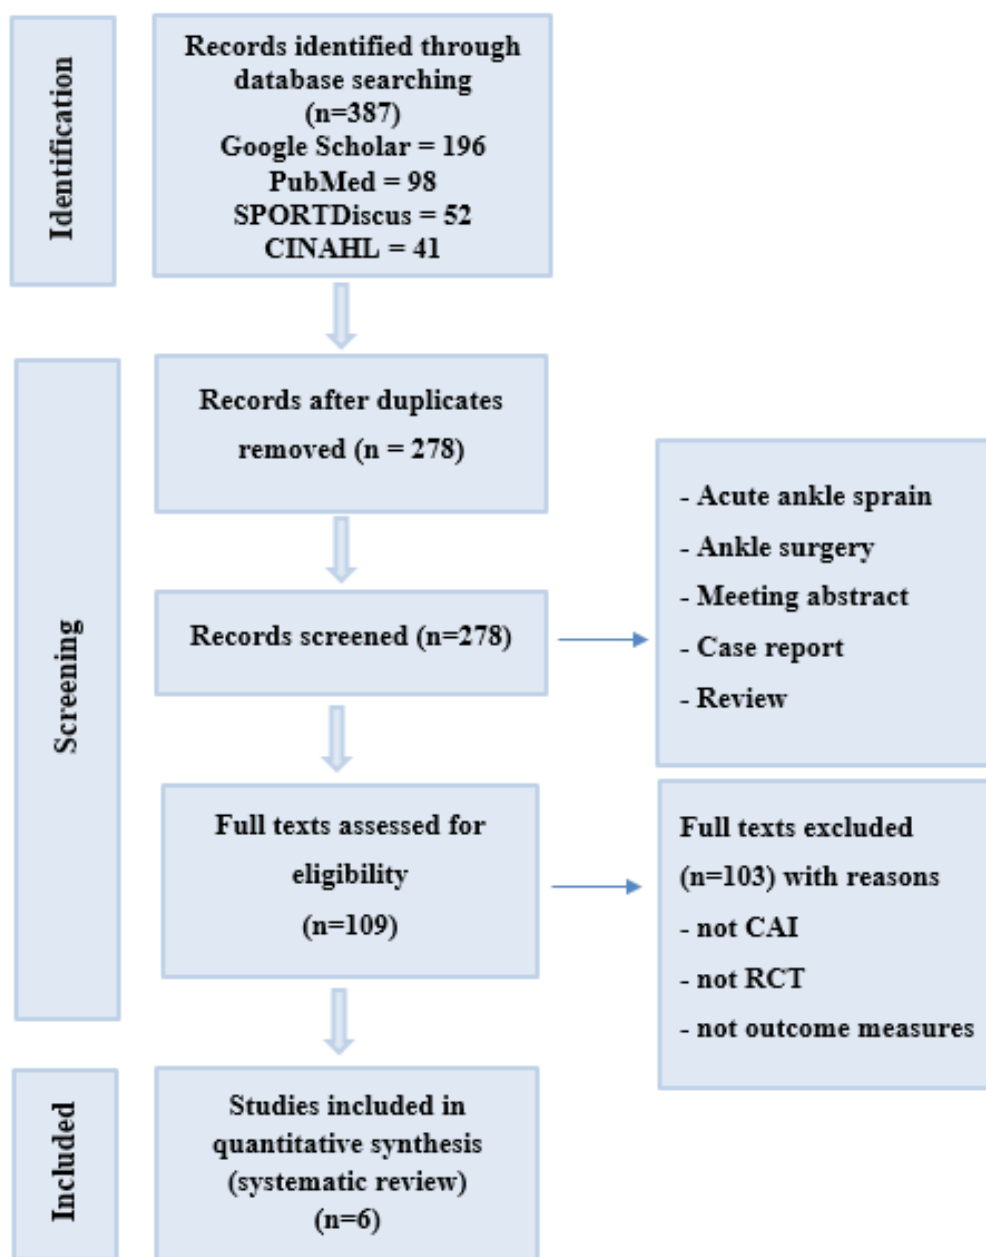 Identification
Records identified through
database searching
(n=387)
Google Scholar = 196
PubMed = 98
SPORTDiscus = 52
CINAHL = 41
Screening
Records after duplicates
removed (n = 278)
Records screened (n=278)
- Acute ankle sprain
- Ankle surgery
- Meeting abstract
- Case report
- Review
Full texts assessed for
eligibility
(n=109)
Full texts excluded
(n=103) with reasons
- not CAI
- not RCT
- not outcome measures
Included
Studies included in
quantitative synthesis
(systematic review)
(n=6)